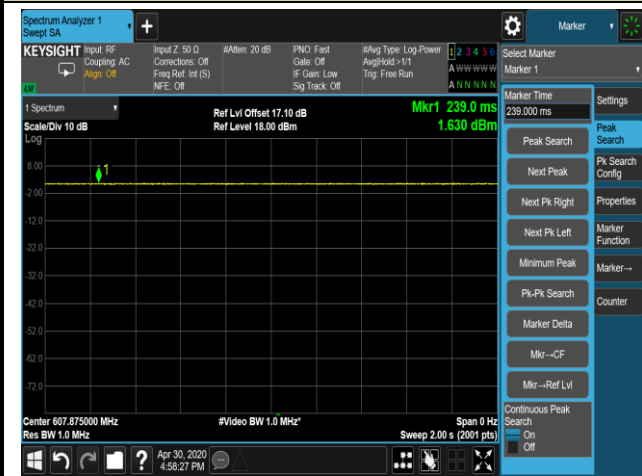 Spectrum Analyzer 1
Swept SA
Marker
KEYSIGHT Input: RF
Coupling: AC
Align: Off
Input Z: 50 Ω
Corrections: Off
Freq Ref: Int (S)
NFE: Off
#Atten: 20 dB
PNO: Fast
Gate: Off
IF Gain: Low
Sig Track: Off
#Avg Type: Log-Power
Avg|Hold:>1/1
Trig: Free Run
1 2 3 4 5 6
A W W W W W
A N N N N N
Select Marker
Marker 1
1 Spectrum
Scale/Div 10 dB
Log
Ref Lvl Offset 17.10 dB
Ref Level 18.00 dBm
Mkr1 239.0 ms
1.630 dBm
1
8.00
-2.00
-12.0
-22.0
-32.0
-42.0
-52.0
-62.0
-72.0
Center 607.875000 MHz
Res BW 1.0 MHz
#Video BW 1.0 MHz*
Span 0 Hz
Sweep 2.00 s (2001 pts)
Marker Time
239.000 ms
Peak Search
Next Peak
Next Pk Right
Next Pk Left
Minimum Peak
Pk-Pk Search
Marker Delta
Mkr→CF
Mkr→Ref Lvl
Continuous Peak
Search
On
Off
Settings
Peak
Search
Pk Search
Config
Properties
Marker
Function
Marker→
Counter
Apr 30, 2020
4:58:27 PM